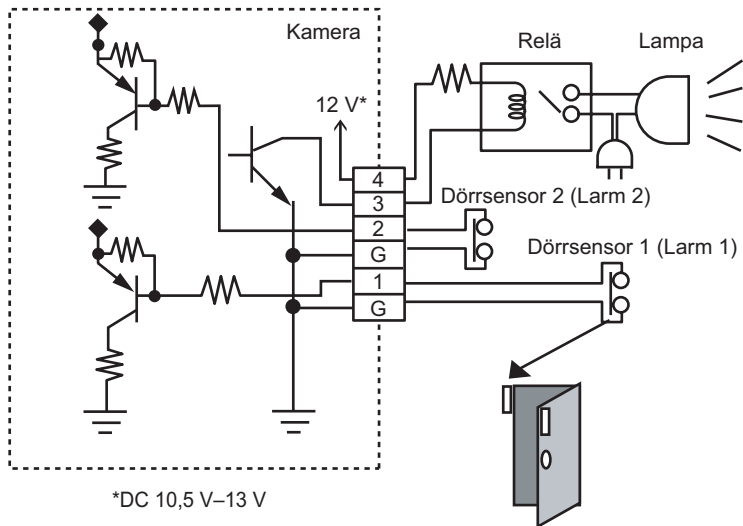 Kamera
Relä
Lampa
12 V*
4
3
2
G
1
G
Dörrsensor 2 (Larm 2)
Dörrsensor 1 (Larm 1)
*DC 10,5 V–13 V